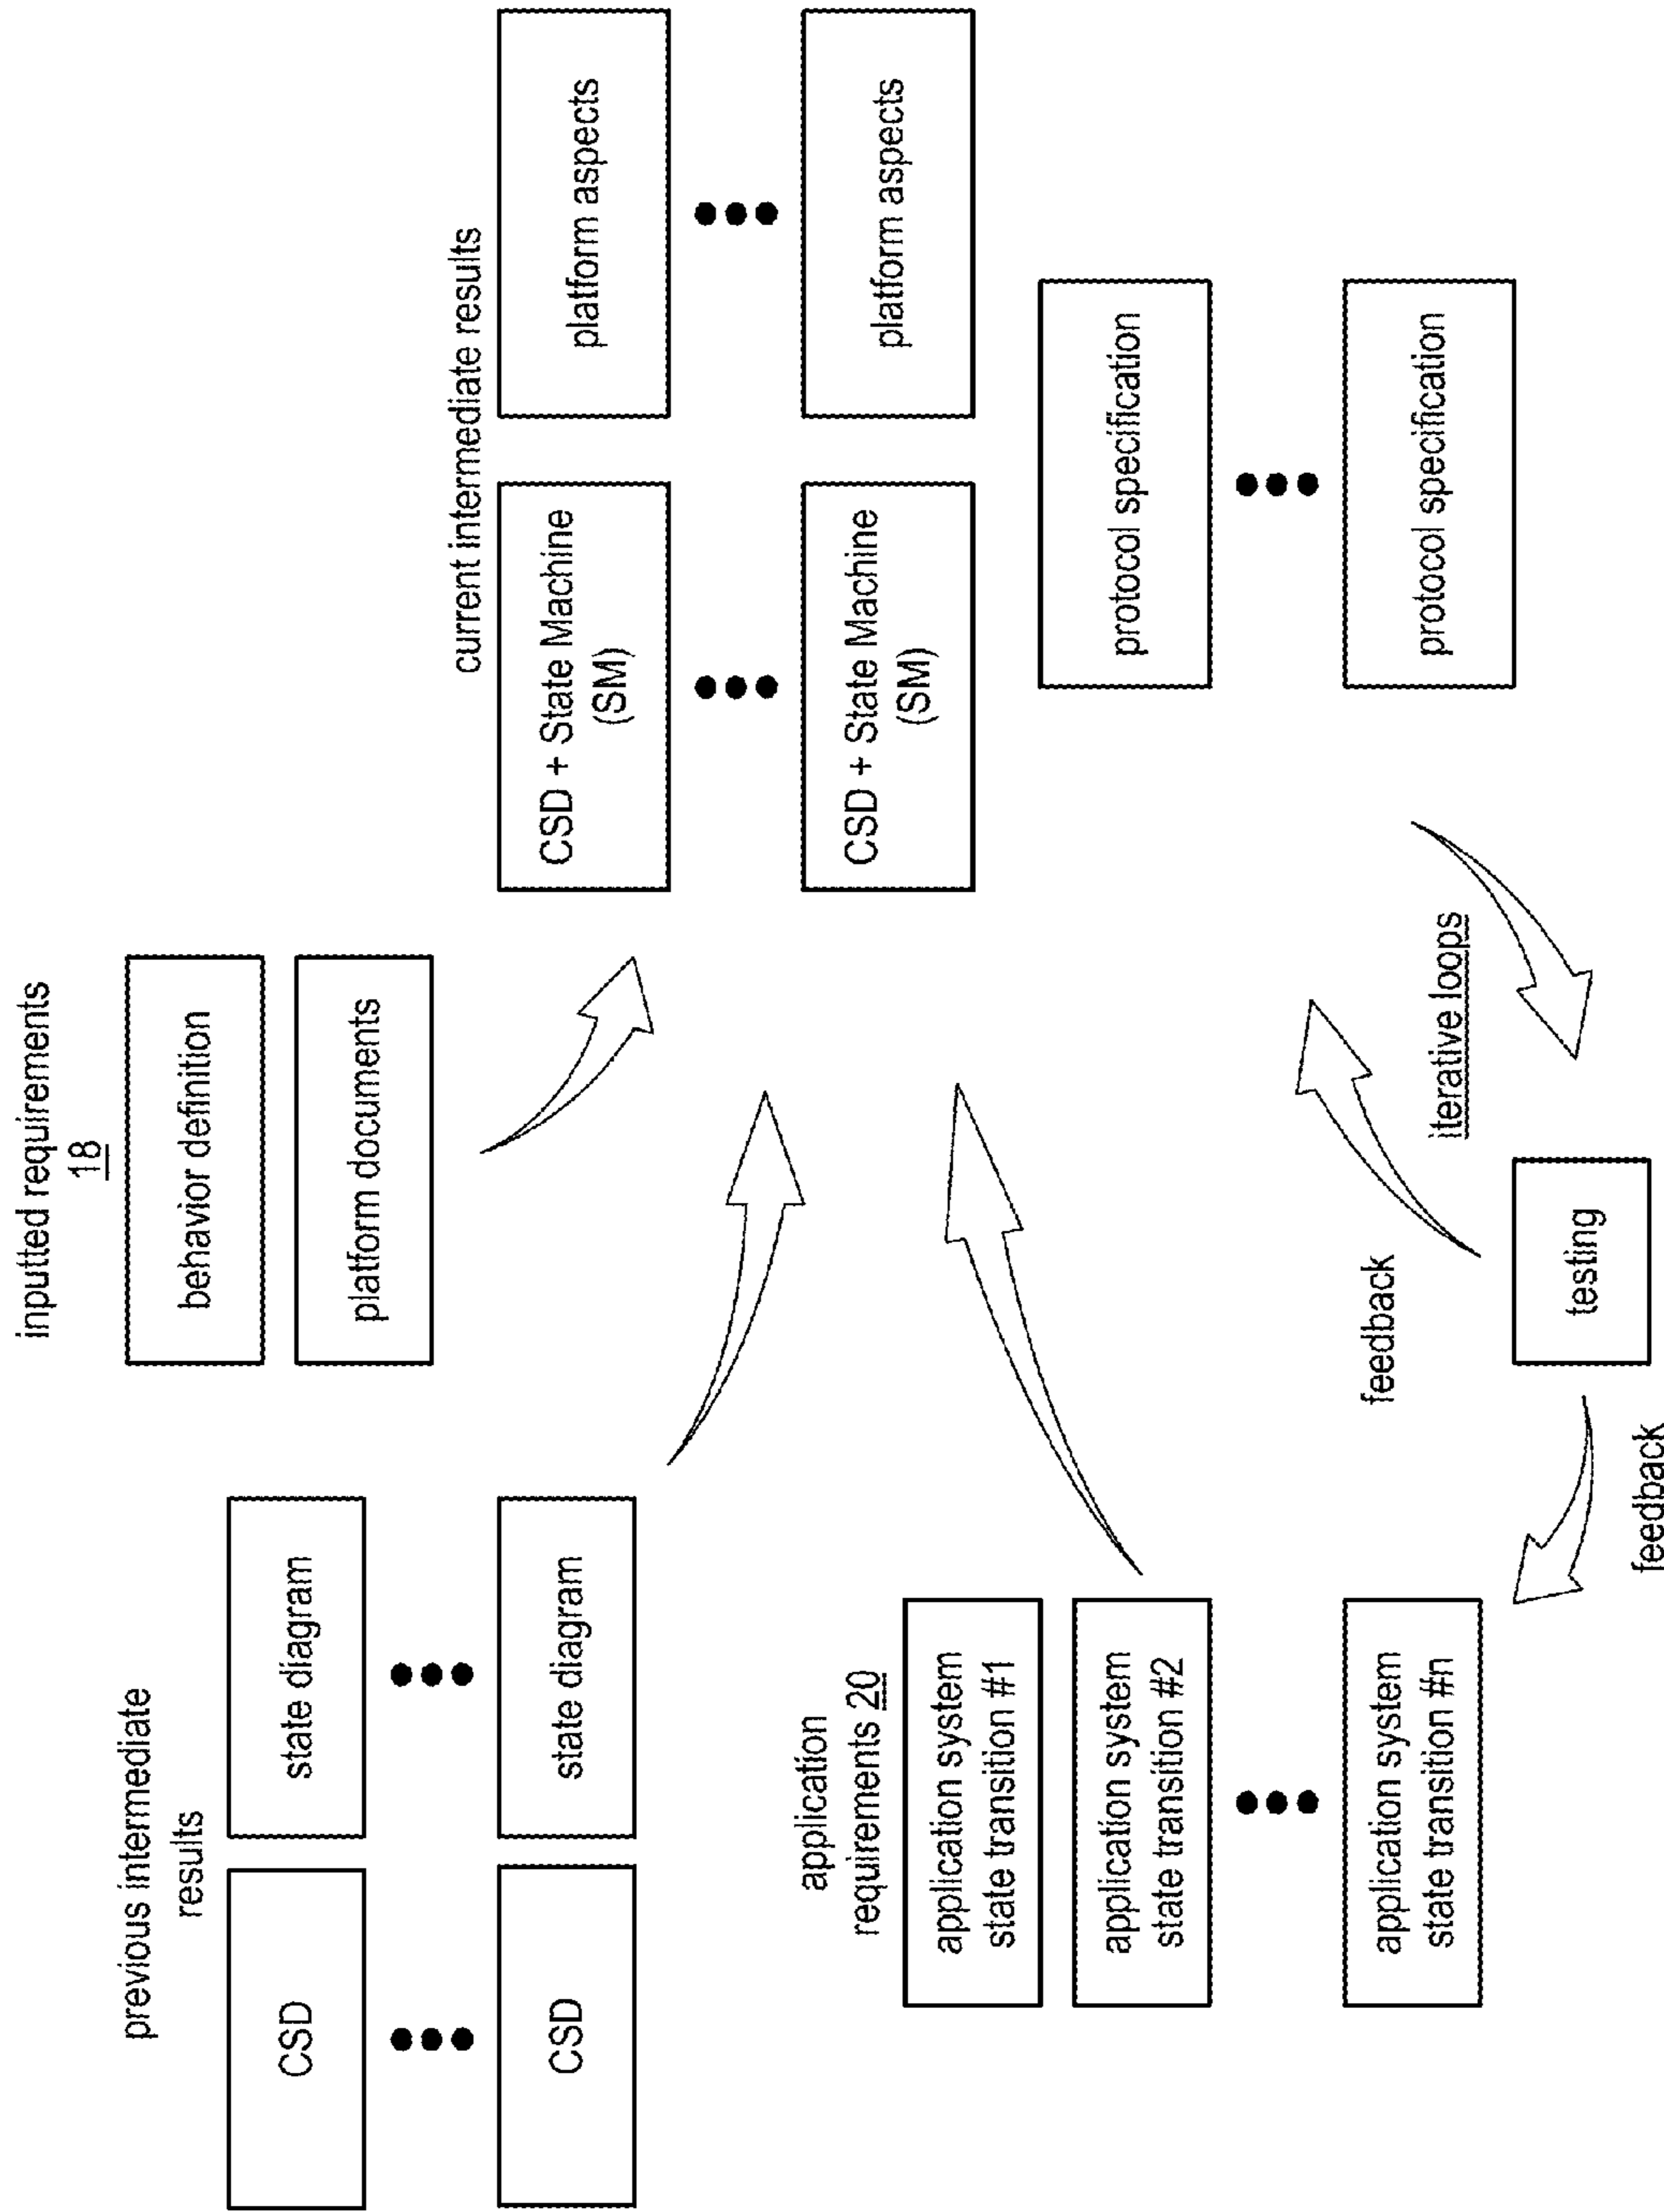 inputted requirements
18
behavior definition
platform documents
previous intermediate
results
CSD
state diagram
CSD
state diagram
current intermediate results
CSD + State Machine
(SM)
platform aspects
CSD + State Machine
(SM)
platform aspects
application
requirements 20
application system
state transition #1
application system
state transition #2
application system
state transition #n
protocol specification
protocol specification
iterative loops
feedback
testing
feedback